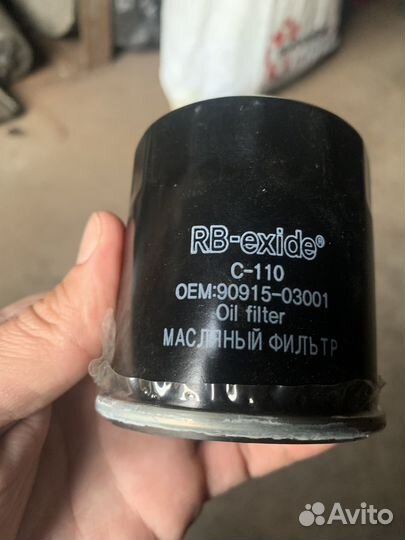 RB-exide®
C-110
OEM:90915-03001
Oil filter
МАСЛЯНЫЙ ФИЛЬТР
Avito